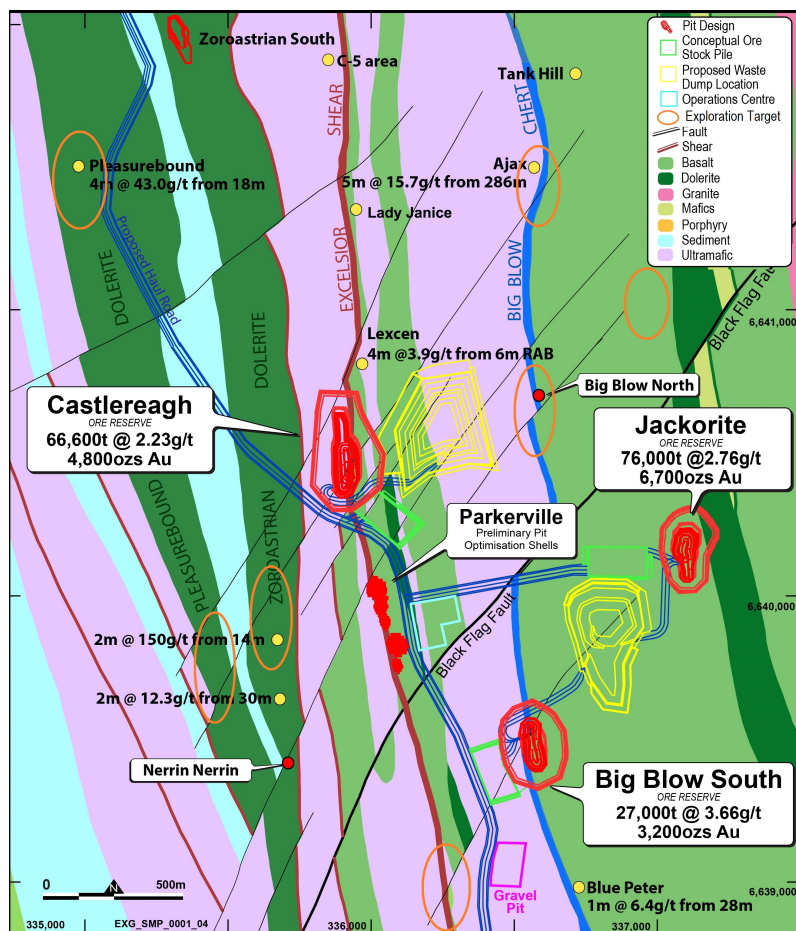 Zoroastrian South
C-5 area
Tank Hill
SHEAR
CHERT
Pleasurebound
4m @ 43.0g/t from 18m
Ajax
5m @ 15.7g/t from 286m
Lady Janice
Proposed Haul Road
DOLERITE
EXCELSIOR
BIG BLOW
DOLERITE
Lexcen
4m @3.9g/t from 6m RAB
Black Flag Fau
6,641,000
Big Blow North
Castlereagh
ORE RESERVE
66,600t @ 2.23g/t
4,800ozs Au
Jackorite
ORE RESERVE
76,000t @2.76g/t
6,700ozs Au
PLEASUREBOUND
ZOROASTRIAN
Parkerville
Preliminary Pit
Optimisation Shells
6,640,000
Black Flag Fault
2m @ 150g/t from 14m
2m @ 12.3g/t from 30m
Nerrin Nerrin
Big Blow South
ORE RESERVE
27,000t @ 3.66g/t
3,200ozs Au
Gravel
Pit
Blue Peter
1m @ 6.4g/t from 28m
6,639,000
0
N
500m
335,000
EXG_SMP_0001_04
336,000
337,000
Pit Design
Conceptual Ore
Stock Pile
Proposed Waste
Dump Location
Operations Centre
Exploration Target
Fault
Shear
Basalt
Dolerite
Granite
Mafics
Porphyry
Sediment
Ultramafic